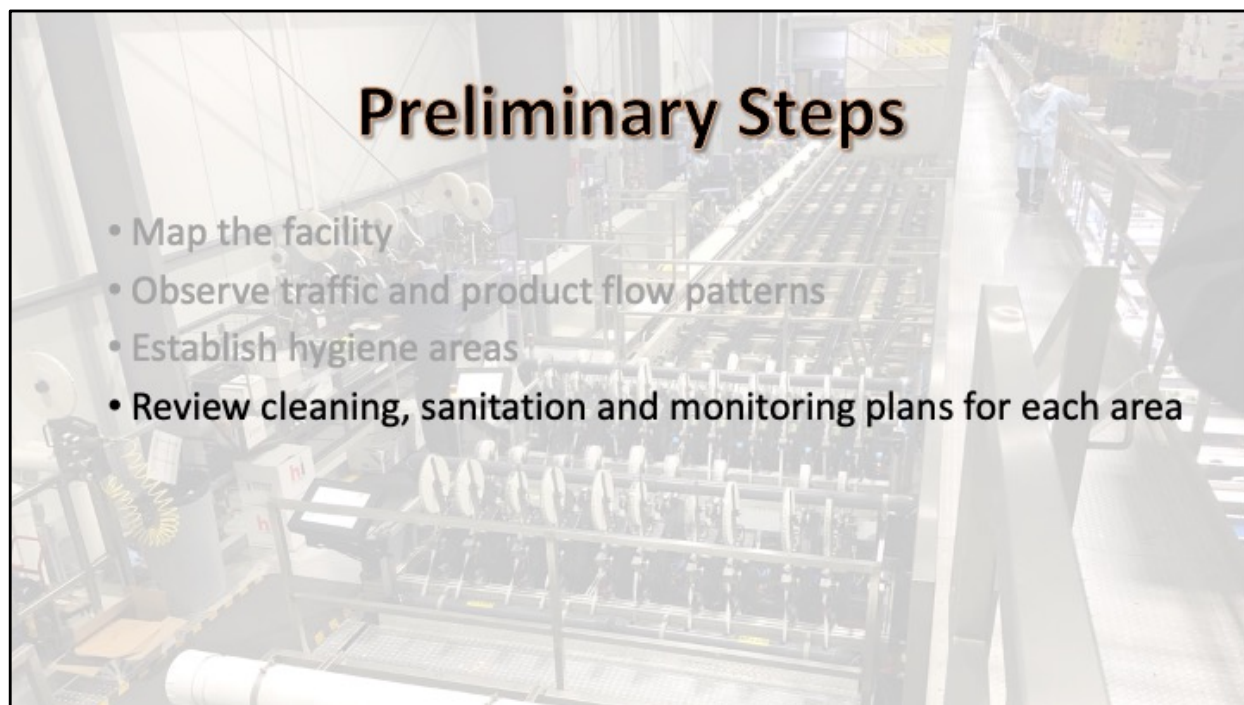 Preliminary Steps
• Map the facility
• Observe traffic and product flow patterns
• Establish hygiene areas
• Review cleaning, sanitation and monitoring plans for each area